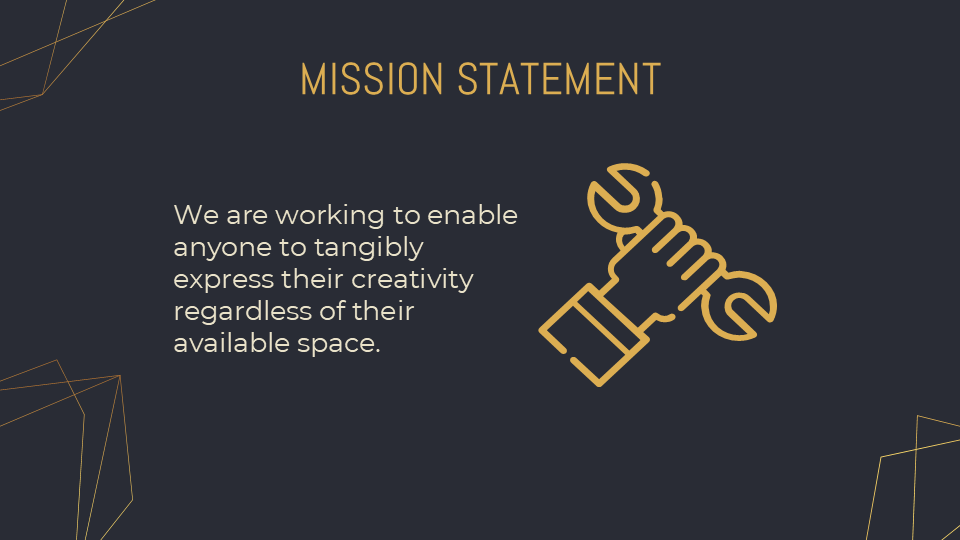 MISSION STATEMENT
We are working to enable
anyone to tangibly
express their creativity
regardless of their
available space.